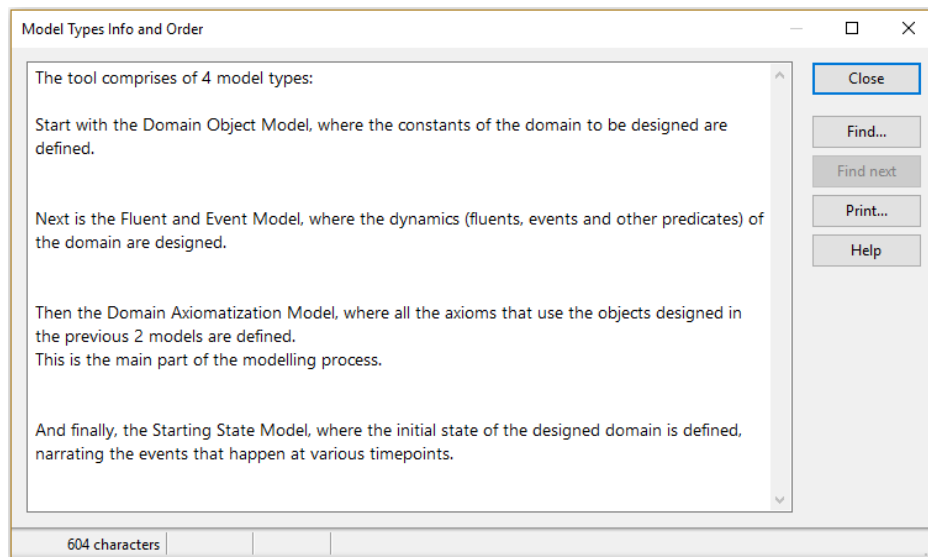 Model Types Info and Order
The tool comprises of 4 model types:
Start with the Domain Object Model, where the constants of the domain to be designed are
defined.
Next is the Fluent and Event Model, where the dynamics (fluents, events and other predicates) of
the domain are designed.
Then the Domain Axiomatization Model, where all the axioms that use the objects designed in
the previous 2 models are defined.
This is the main part of the modelling process.
And finally, the Starting State Model, where the initial state of the designed domain is defined,
narrating the events that happen at various timepoints.
Close
Find...
Find next
Print...
Help
604 characters